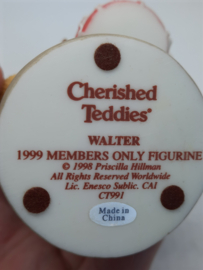 Cherished
Teddies®
WALTER
1999 MEMBERS ONLY FIGURINE
© 1998 Priscilla Hillman
All Rights Reserved Worldwide
Lic. Enesco Sublic. CAI
CT991
Made in
China